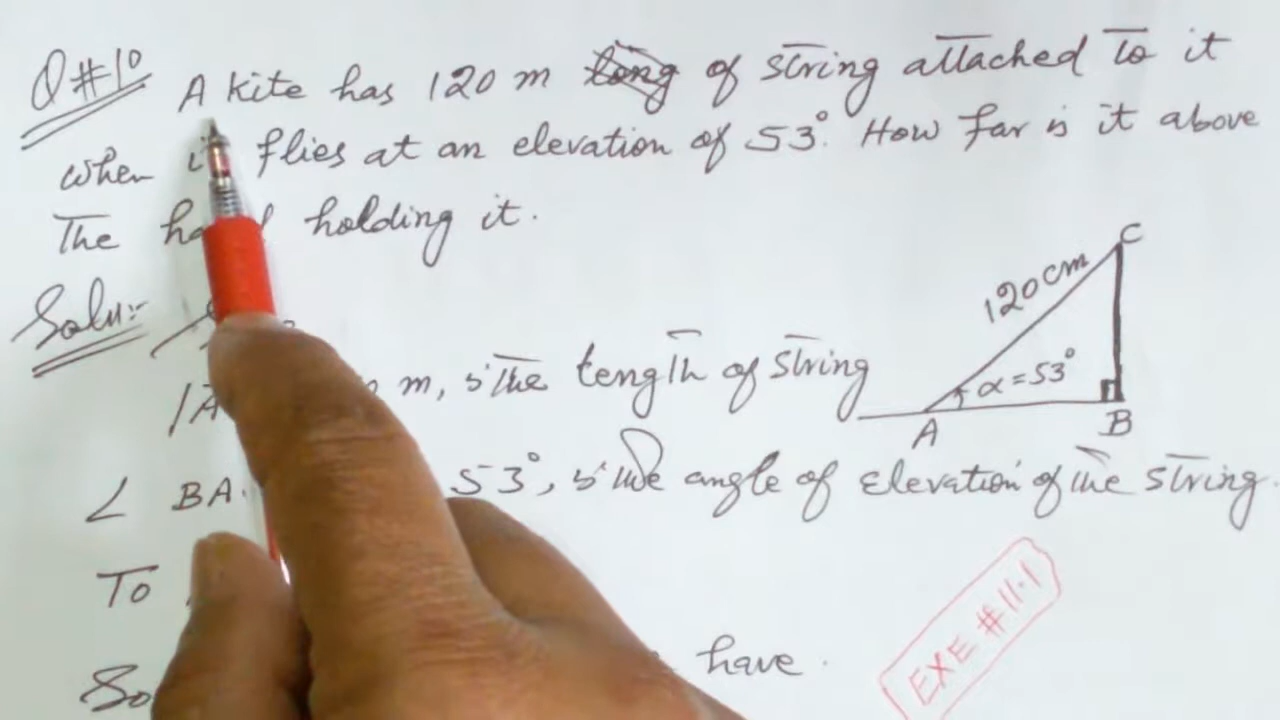 Q#10 A kite has 120 m long of string attached to it
when it flies at an elevation of 53°. How far is it above
The holding it.
Solu:-
120 cm
C
m, is the length of string
α = 53°
A B
∠ BA 53°, is the angle of elevation of the string.
To
EXE # 11.1
So have